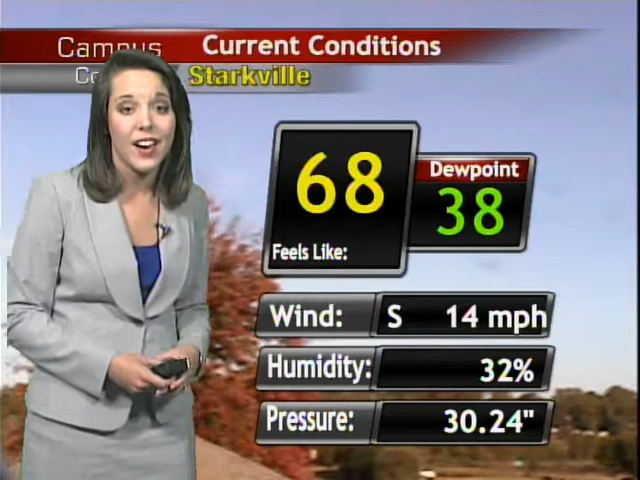 Campus Current Conditions
Starkville
68
Dewpoint
38
Feels Like:
Wind: S 14 mph
Humidity: 32%
Pressure: 30.24"